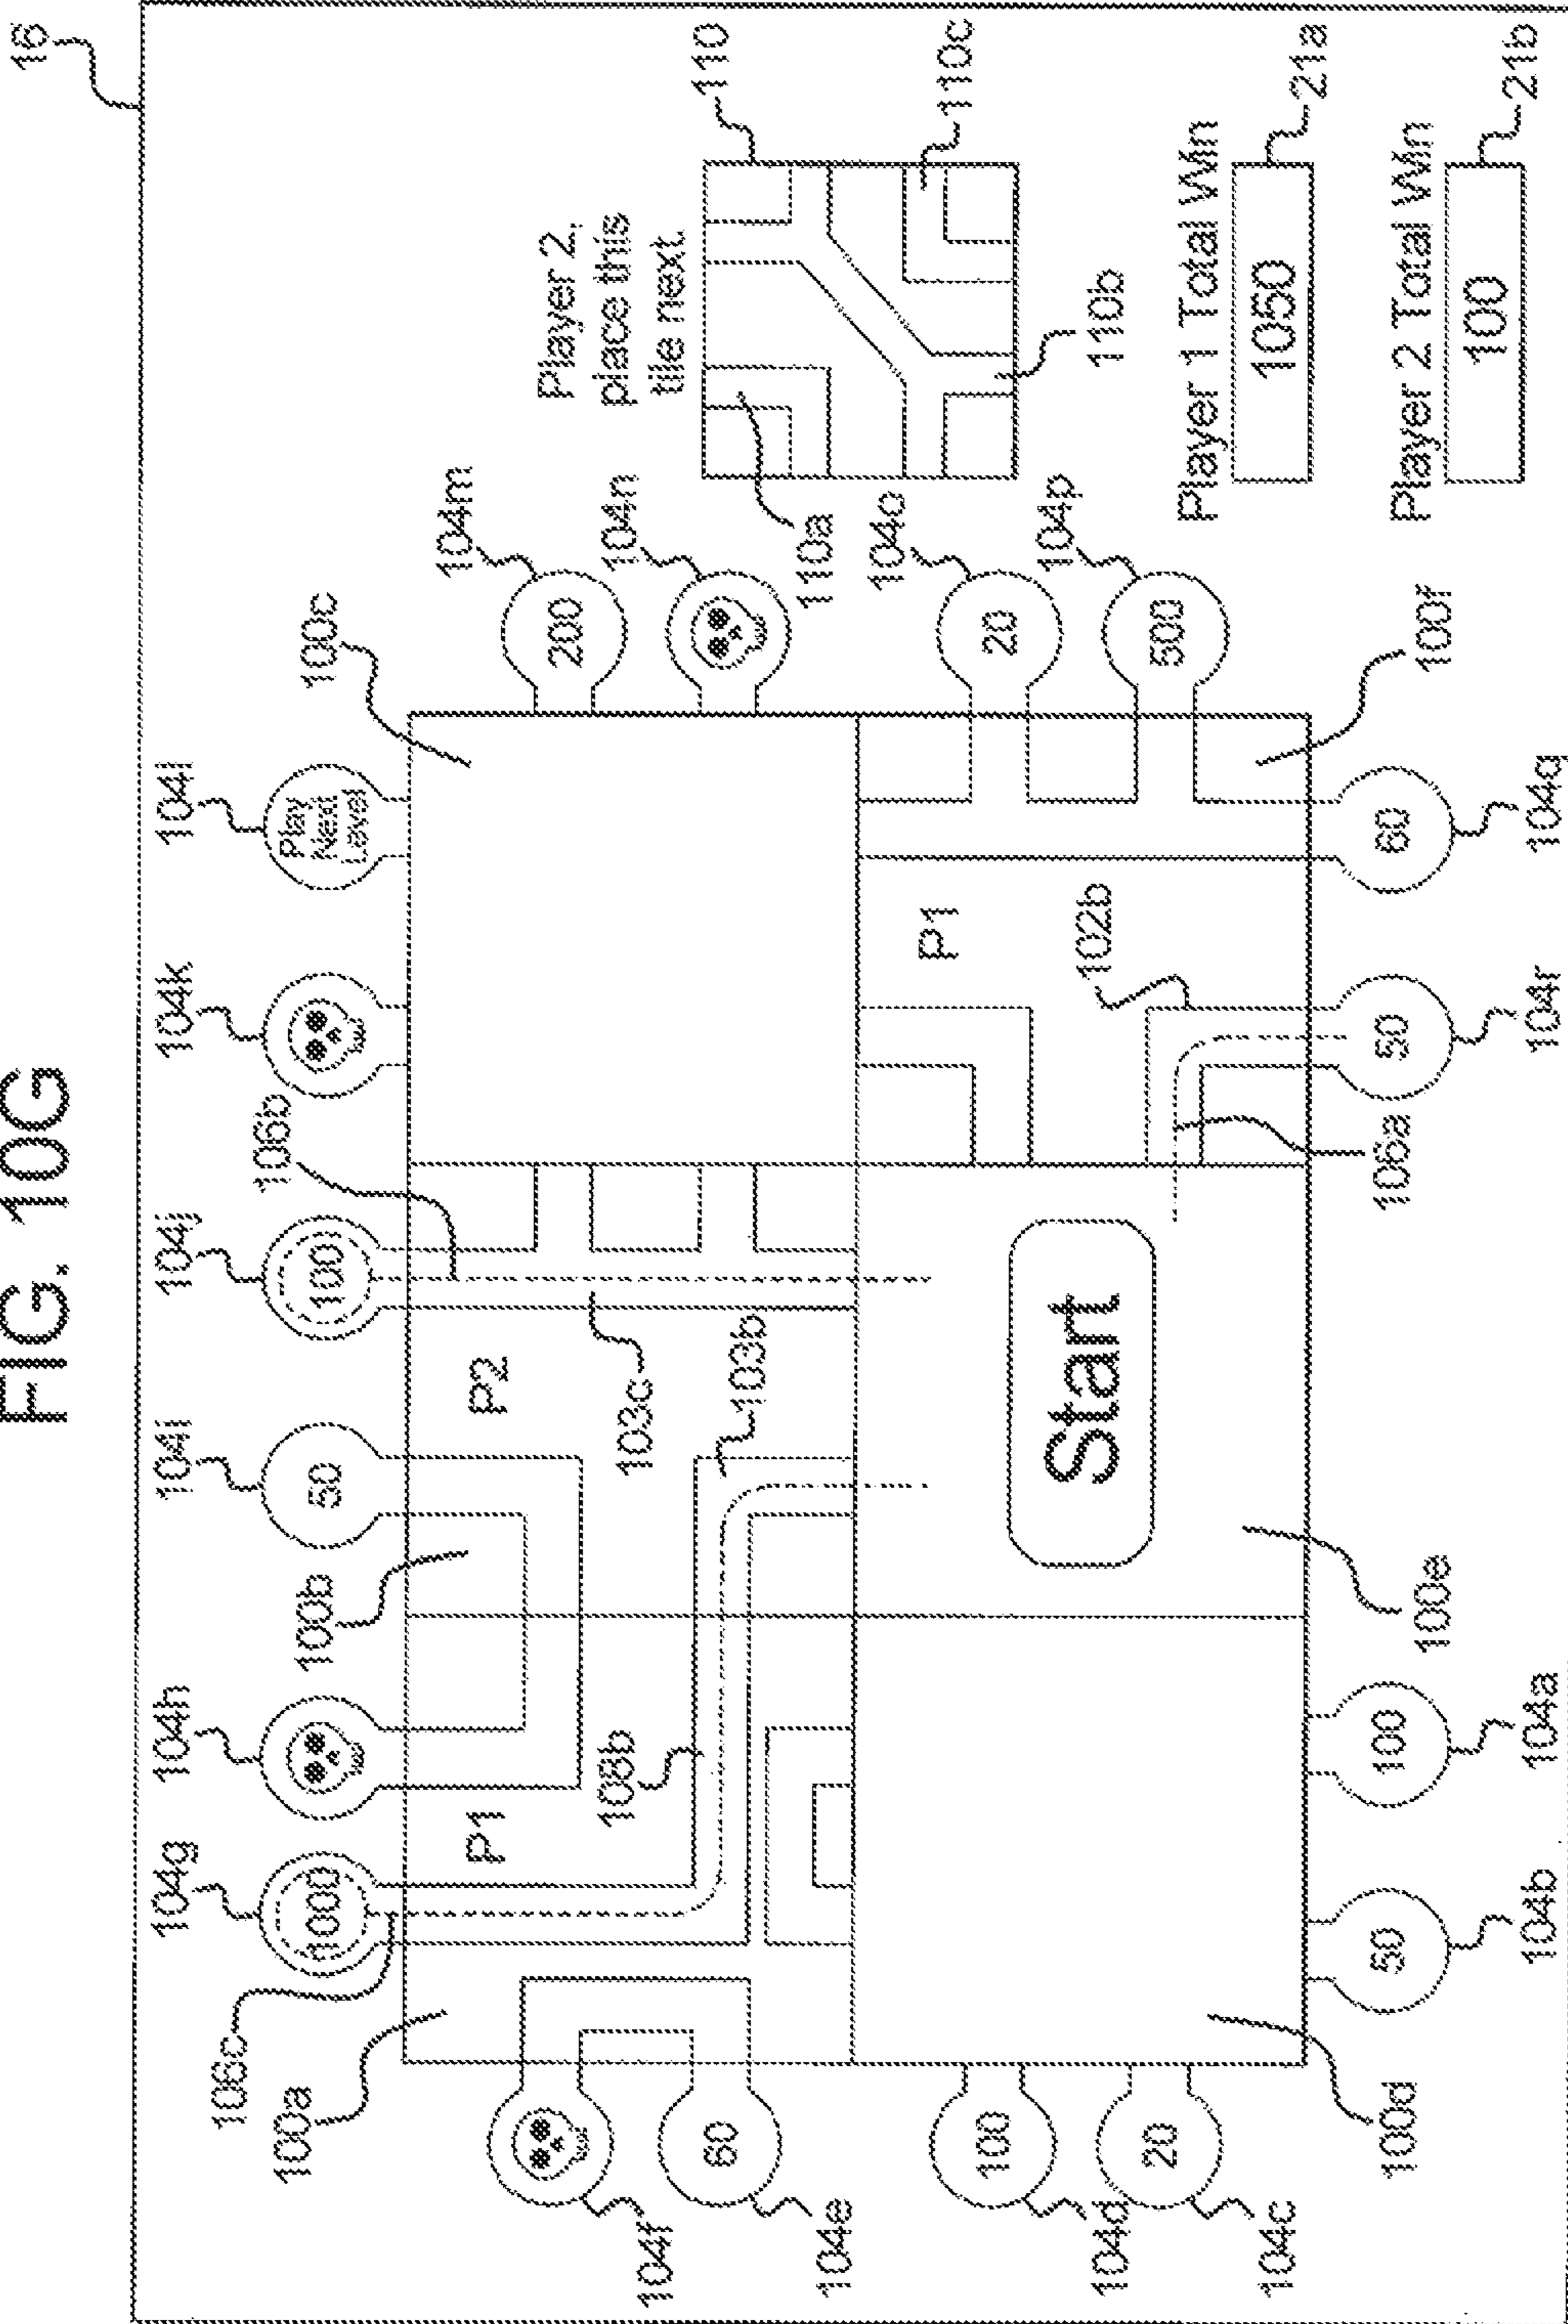 FIG. 10G
16
104g
104h
104i
104j
104k
104l
1000
50
100
Play
Next
Level
106c
100a
100b
106b
100c
P1
P2
104f
104m
200
104n
108b
103c
103b
60
104e
Player 2,
place this
tile next.
110
110a
110b
110c
100
104d
20
104c
Start
P1
102b
20
104o
500
104p
106a
100d
100e
100f
50
104b
100
104a
50
104r
60
104q
Player 1 Total Win
1050
21a
Player 2 Total Win
100
21b